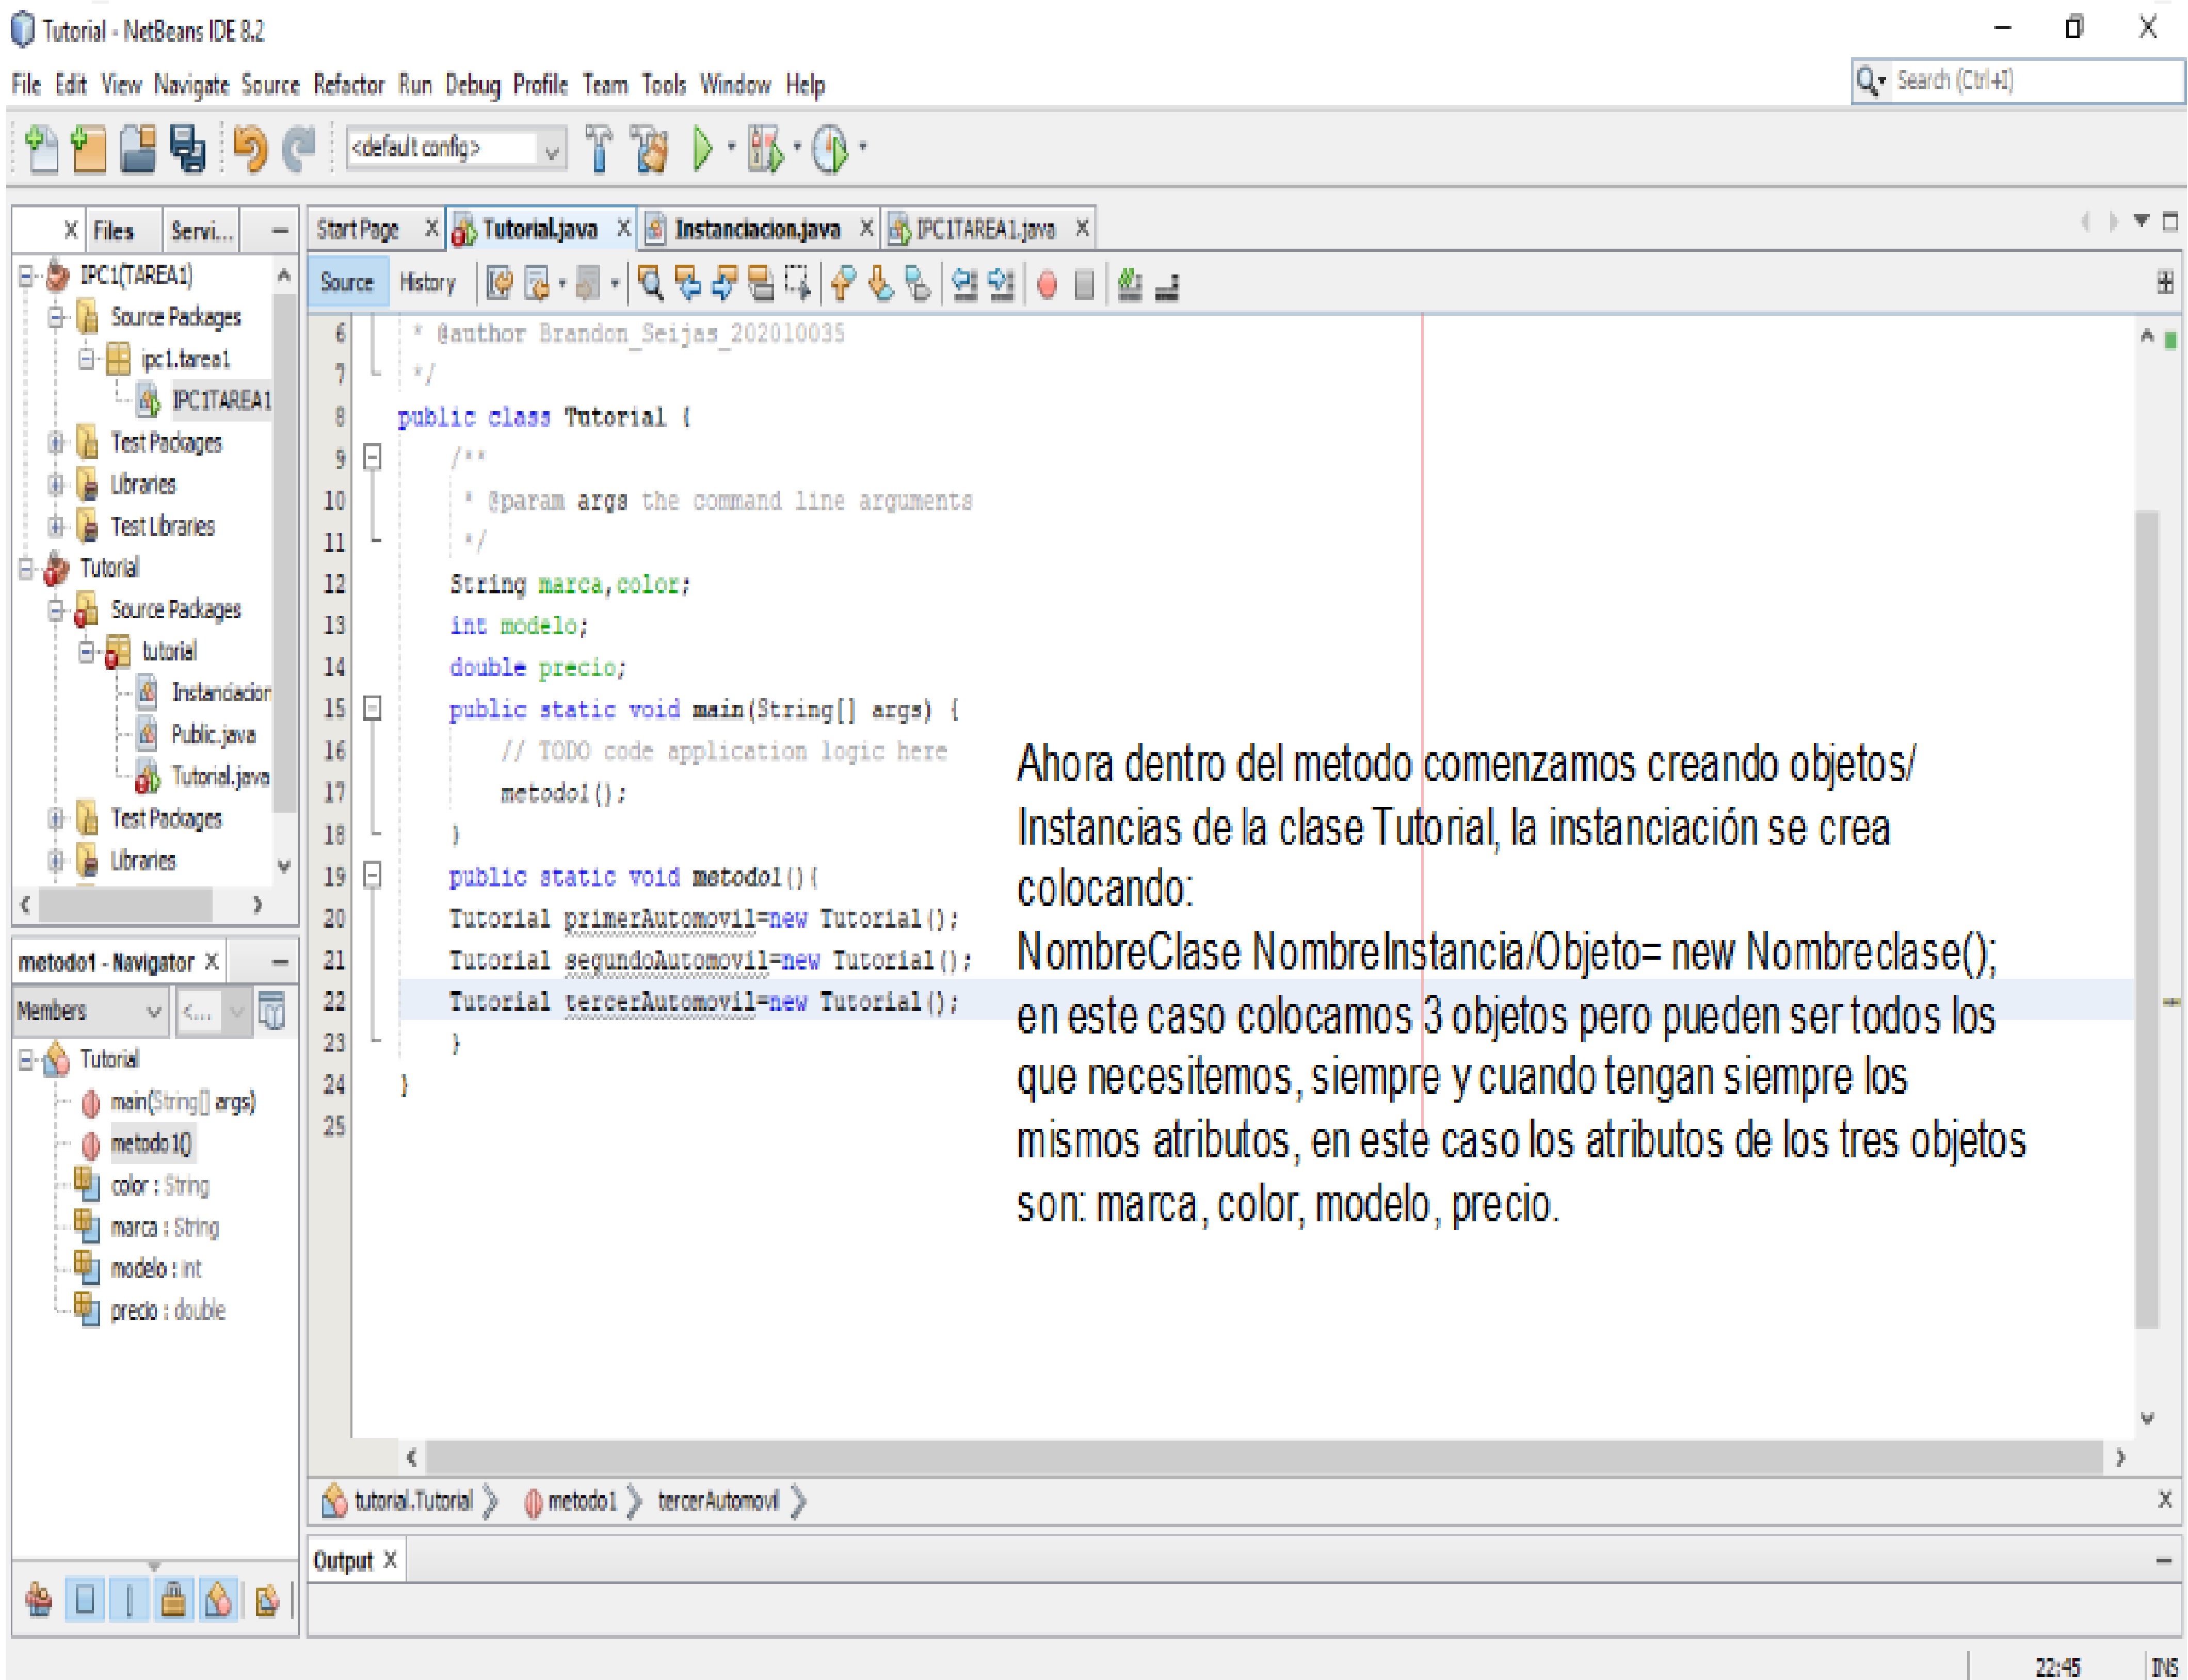 Tutorial - NetBeans IDE 8.2
File Edit View Navigate Source Refactor Run Debug Profile Team Tools Window Help
Search (Ctrl+I)
<default config>
Files Servi...
IPC1(TAREA1)
Source Packages
ipc1.tarea1
IPC1TAREA1
Test Packages
Libraries
Test Libraries
Tutorial
Source Packages
tutorial
Instanciacion
Public.java
Tutorial.java
Test Packages
Libraries
metodo1 - Navigator
Members <...
Tutorial
main(String[] args)
metodo1()
color : String
marca : String
modelo : int
precio : double
Start Page Tutorial.java Instanciacion.java IPC1TAREA1.java
Source History
6 * @author Brandon_Seijas_202010035
7 */
8 public class Tutorial {
9 /**
10 * @param args the command line arguments
11 */
12 String marca,color;
13 int modelo;
14 double precio;
15 public static void main(String[] args) {
16 // TODO code application logic here
17 metodo1();
18 }
19 public static void metodo1(){
20 Tutorial primerAutomovil=new Tutorial();
21 Tutorial segundoAutomovil=new Tutorial();
22 Tutorial tercerAutomovil=new Tutorial();
23 }
24 }
25
Ahora dentro del metodo comenzamos creando objetos/
Instancias de la clase Tutorial, la instanciación se crea
colocando:
NombreClase NombreInstancia/Objeto= new Nombreclase();
en este caso colocamos 3 objetos pero pueden ser todos los
que necesitemos, siempre y cuando tengan siempre los
mismos atributos, en este caso los atributos de los tres objetos
son: marca, color, modelo, precio.
tutorial.Tutorial metodo1 tercerAutomovil
Output
22:45 INS